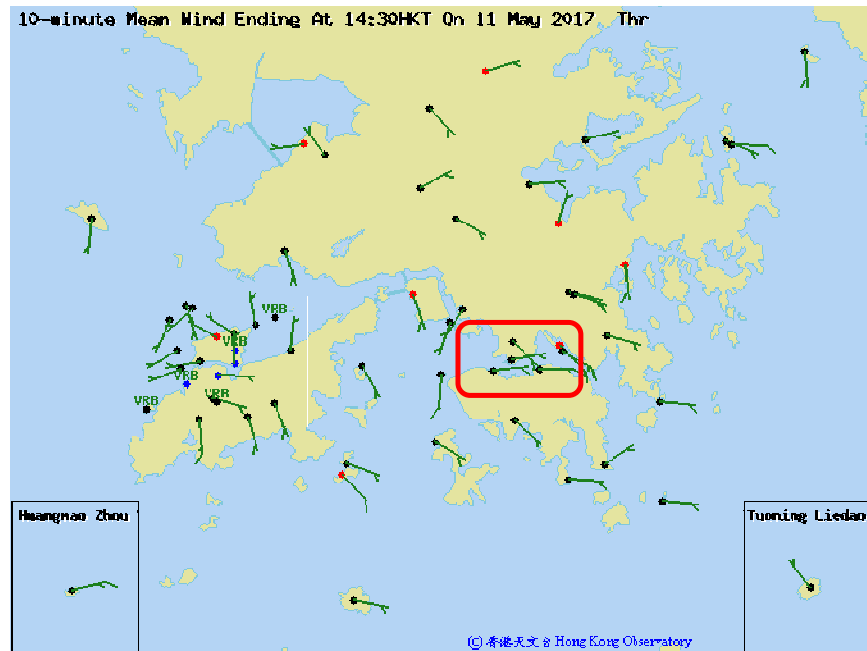 10-minute Mean Wind Ending At 14:30HKT On 11 May 2017 Thr
VRB
VRB
VRB
VRB
VRB
Huangmao Zhou
Tuoning Liedao
(C) 香港天文台 Hong Kong Observatory